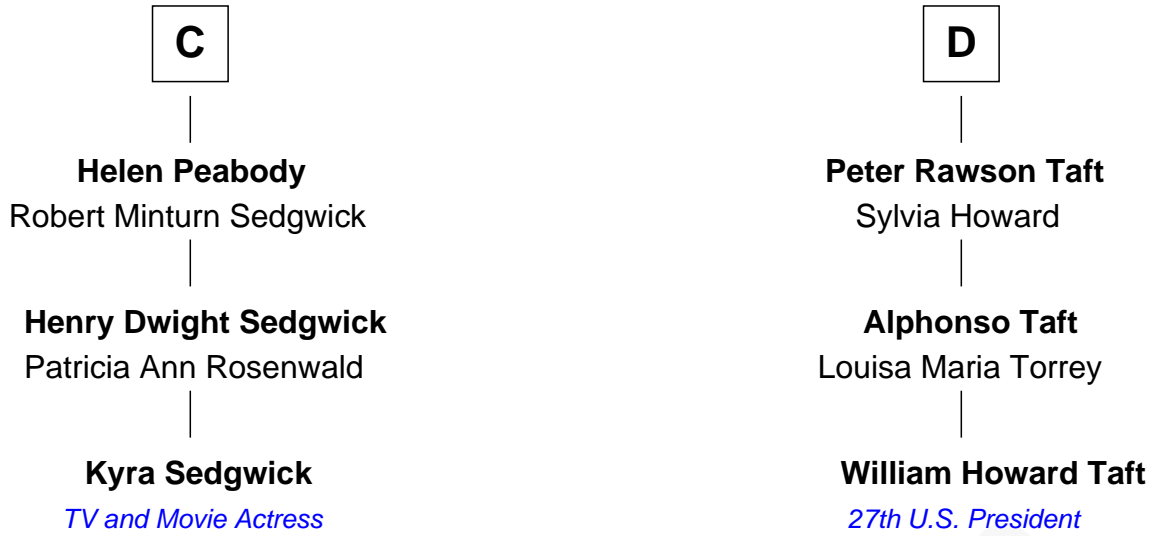 C
Helen Peabody
Robert Minturn Sedgwick
Henry Dwight Sedgwick
Patricia Ann Rosenwald
Kyra Sedgwick
TV and Movie Actress
D
Peter Rawson Taft
Sylvia Howard
Alphonso Taft
Louisa Maria Torrey
William Howard Taft
27th U.S. President